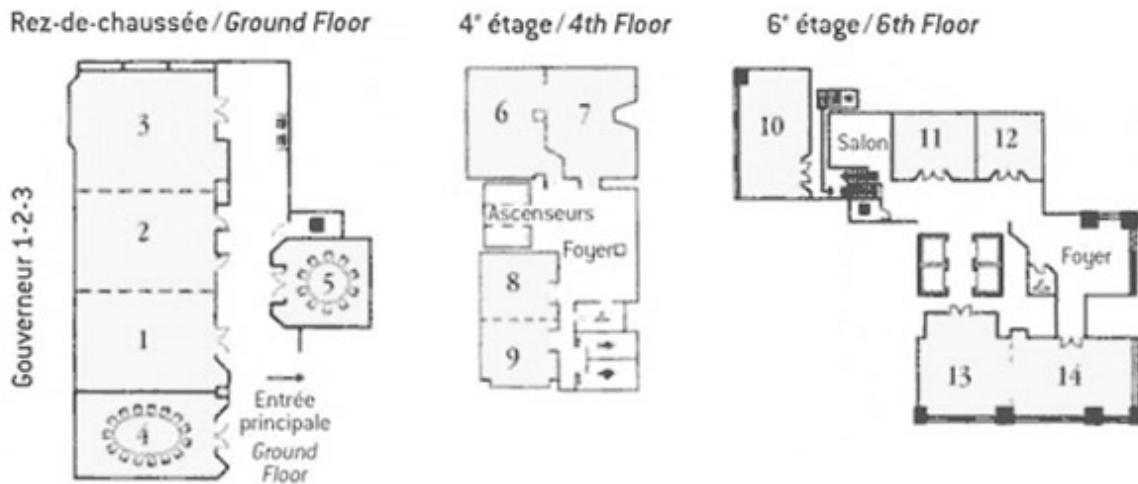 Rez-de-chaussée / Ground Floor
4e étage / 4th Floor
6e étage / 6th Floor
Gouverneur 1-2-3
3
2
1
4
5
Entrée
principale
Ground
Floor
6
7
Ascenseurs
Foyer
8
9
10
Salon
11
12
Foyer
13
14